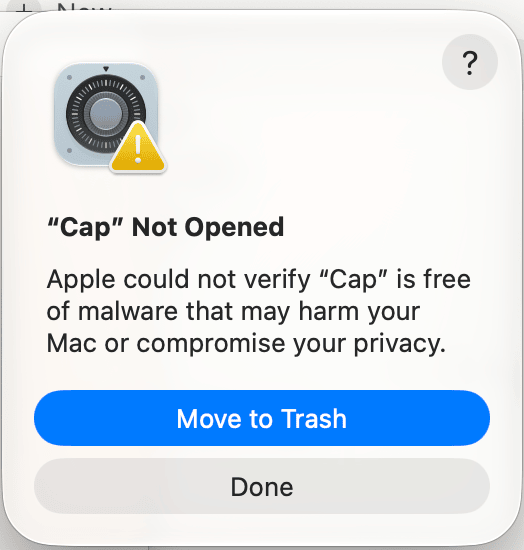 ?
“Cap” Not Opened
Apple could not verify “Cap” is free
of malware that may harm your
Mac or compromise your privacy.
Move to Trash
Done